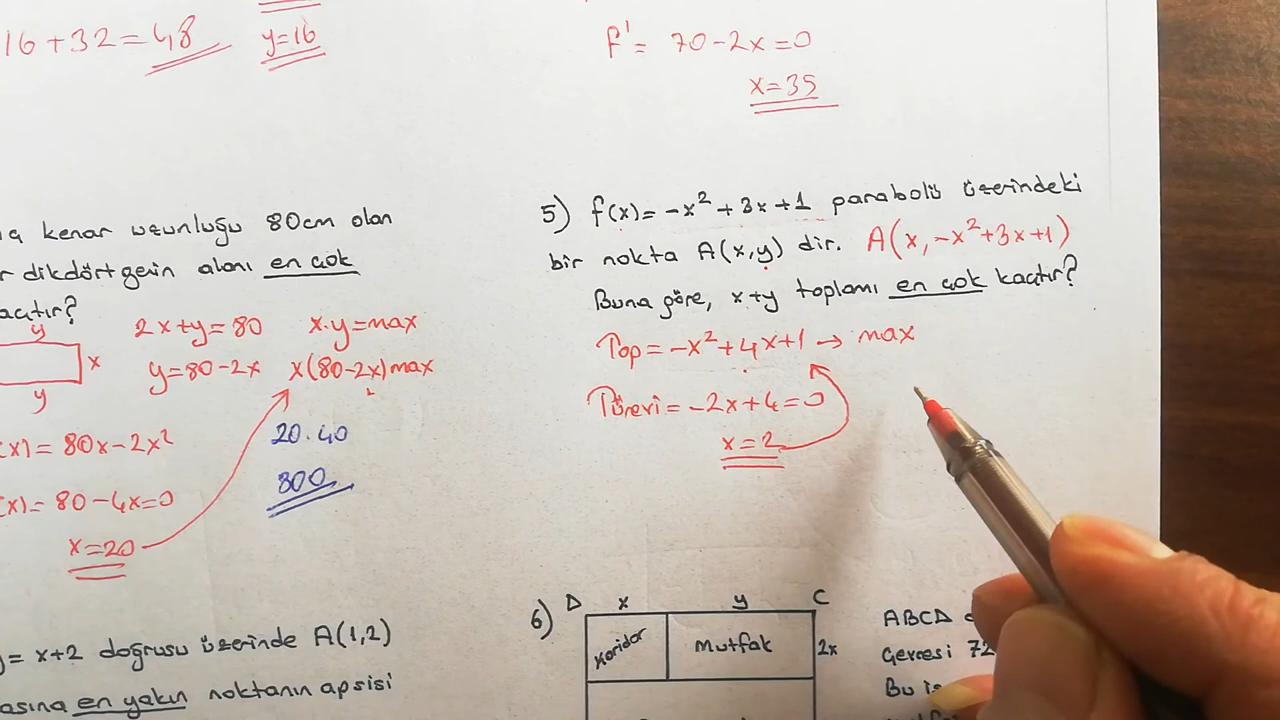 16+32=48
y=16
f'= 70-2x=0
x=35
kenar uzunluğu 80cm olan
dikdörtgenin alanı en çok
y
x
y
2x+y=80 x.y=max
y=80-2x x(80-2x)max
(x)= 80x-2x²
20.40
800
(x)= 80-4x=0
x=20
= x+2 doğrusu üzerinde A(1,2)
en yakın noktanın apsisi
5) f(x)= -x²+3x+1 parabolü üzerindeki
bir nokta A(x,y) dir. A(x, -x²+3x+1)
Buna göre, x+y toplamı en çok kaçtır?
Top= -x²+4x+1 → max
Türevi= -2x+4=0
x=2
6) D x y C
Koridor Mutfak 2x
ABCD
72
Bu